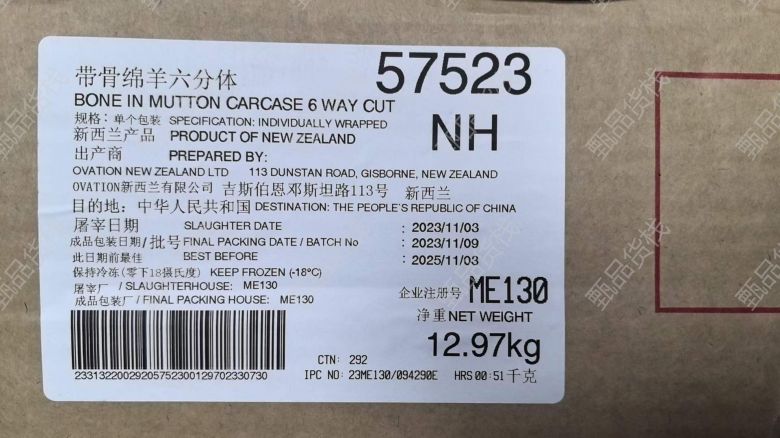 带骨绵羊六分体
57523
BONE IN MUTTON CARCASE 6 WAY CUT
规格: 单个包装 SPECIFICATION: INDIVIDUALLY WRAPPED
NH
新西兰产品 PRODUCT OF NEW ZEALAND
出产商 PREPARED BY:
OVATION NEW ZEALAND LTD 113 DUNSTAN ROAD, GISBORNE, NEW ZEALAND
OVATION新西兰有限公司 吉斯伯恩邓斯坦路113号 新西兰
目的地: 中华人民共和国 DESTINATION: THE PEOPLE'S REPUBLIC OF CHINA
屠宰日期 SLAUGHTER DATE : 2023/11/03
成品包装日期/批号 FINAL PACKING DATE / BATCH No : 2023/11/09
此日期前最佳 BEST BEFORE : 2025/11/03
保持冷冻(零下18摄氏度) KEEP FROZEN (-18°C)
屠宰厂 / SLAUGHTERHOUSE: ME130
企业注册号 ME130
成品包装厂 / FINAL PACKING HOUSE: ME130
净重 NET WEIGHT
12.97kg
CTN: 292
23313220029205752300129702330730
IPC NO: 23ME130/094290E HRS 00:51 千克
甄品货栈